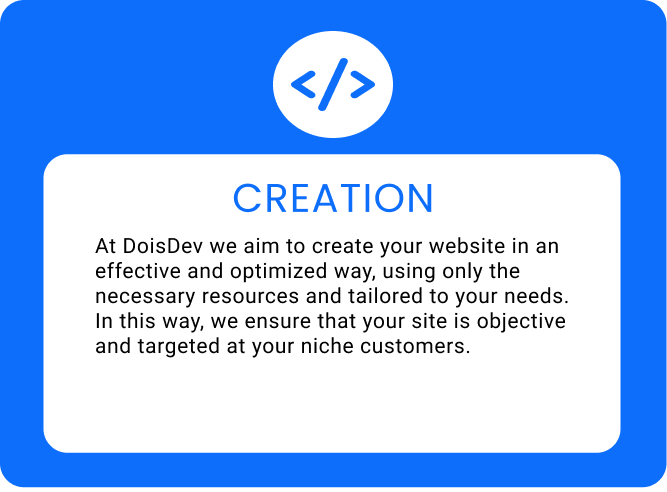 </>
CREATION
At DoisDev we aim to create your website in an
effective and optimized way, using only the
necessary resources and tailored to your needs.
In this way, we ensure that your site is objective
and targeted at your niche customers.